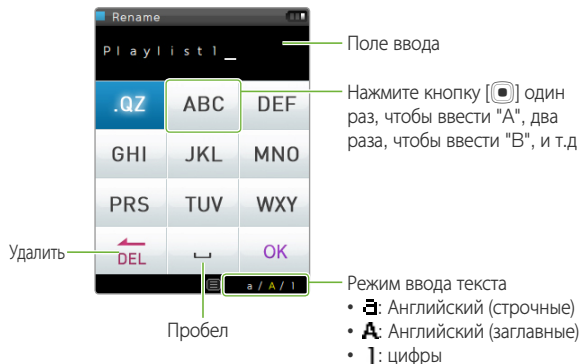 Rename
Playlist1_
Поле ввода
.QZ ABC DEF
Нажмите кнопку [▣] один
раз, чтобы ввести "A", два
раза, чтобы ввести "B", и т.д
GHI JKL MNO
PRS TUV WXY
Удалить
DEL ␣ OK
a / A / 1
Пробел
Режим ввода текста
• a: Английский (строчные)
• A: Английский (заглавные)
• 1: цифры